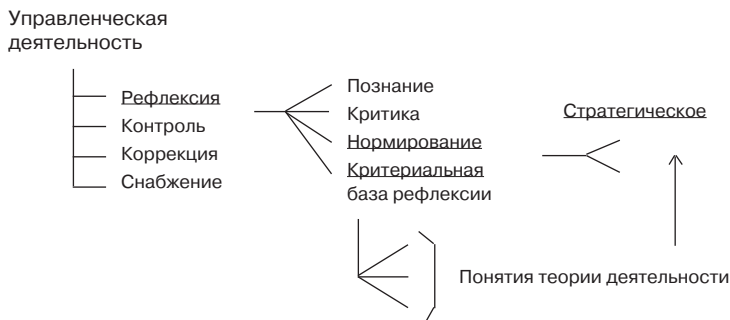 Управленческая
деятельность
Рефлексия
Контроль
Коррекция
Снабжение
Познание
Критика
Нормирование
Критериальная
база рефлексии
Стратегическое
Понятия теории деятельности